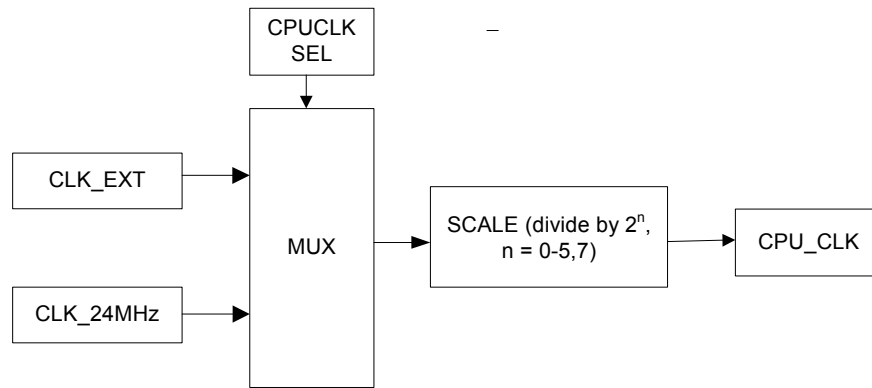 CPUCLK
SEL
–
CLK_EXT
MUX
CLK_24MHz
SCALE (divide by 2ⁿ,
n = 0-5,7)
CPU_CLK